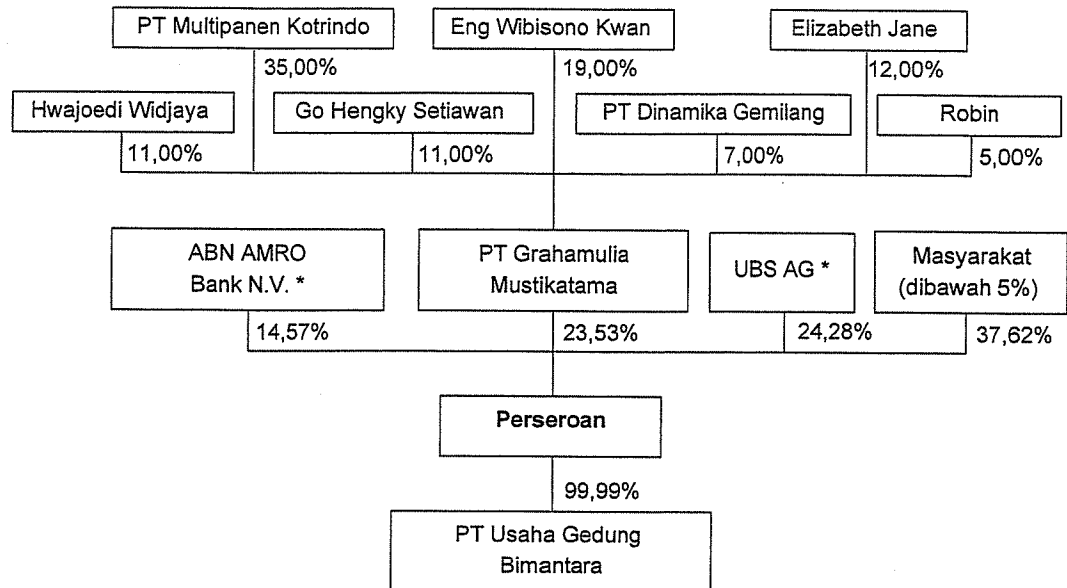 PT Multipanen Kotrindo
Eng Wibisono Kwan
Elizabeth Jane
35,00%
19,00%
12,00%
Hwajoedi Widjaya
Go Hengky Setiawan
PT Dinamika Gemilang
Robin
11,00%
11,00%
7,00%
5,00%
ABN AMRO
Bank N.V. *
PT Grahamulia
Mustikatama
UBS AG *
Masyarakat
(dibawah 5%)
14,57%
23,53%
24,28%
37,62%
Perseroan
99,99%
PT Usaha Gedung
Bimantara